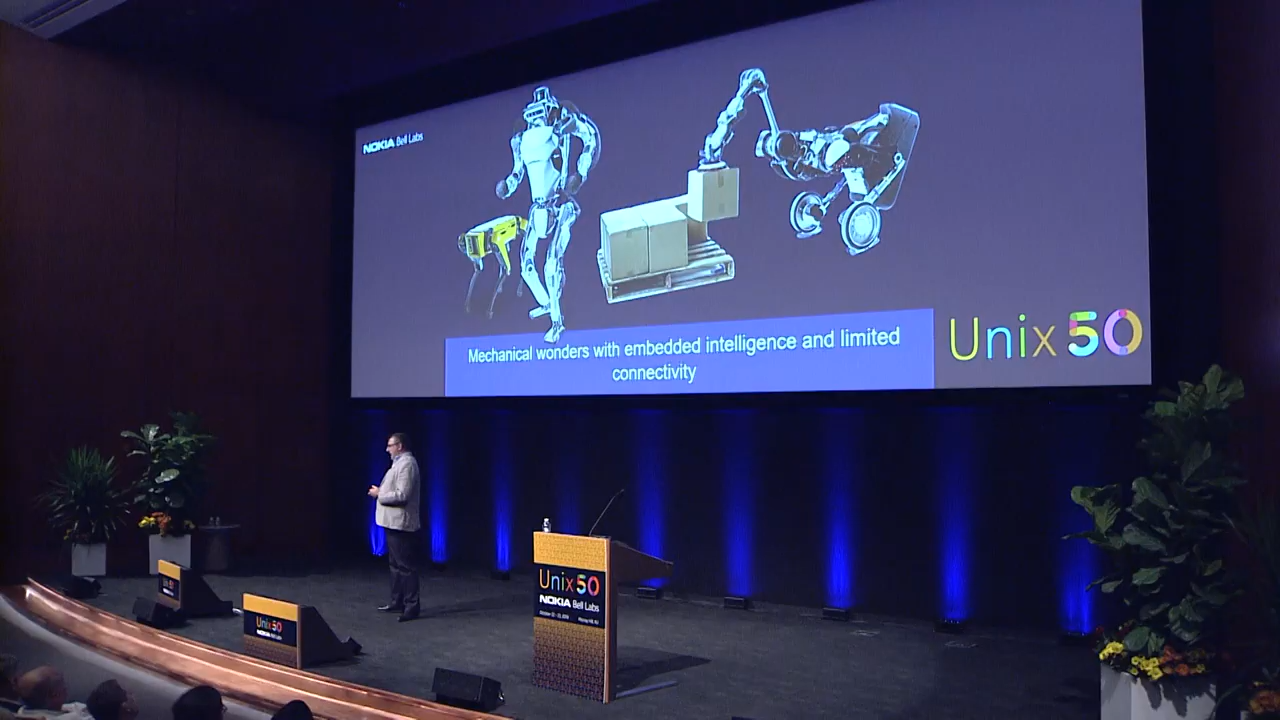 NOKIA Bell Labs
Mechanical wonders with embedded intelligence and limited
connectivity
Unix 50
Unix 50
NOKIA Bell Labs
Unix 50
NOKIA Bell Labs